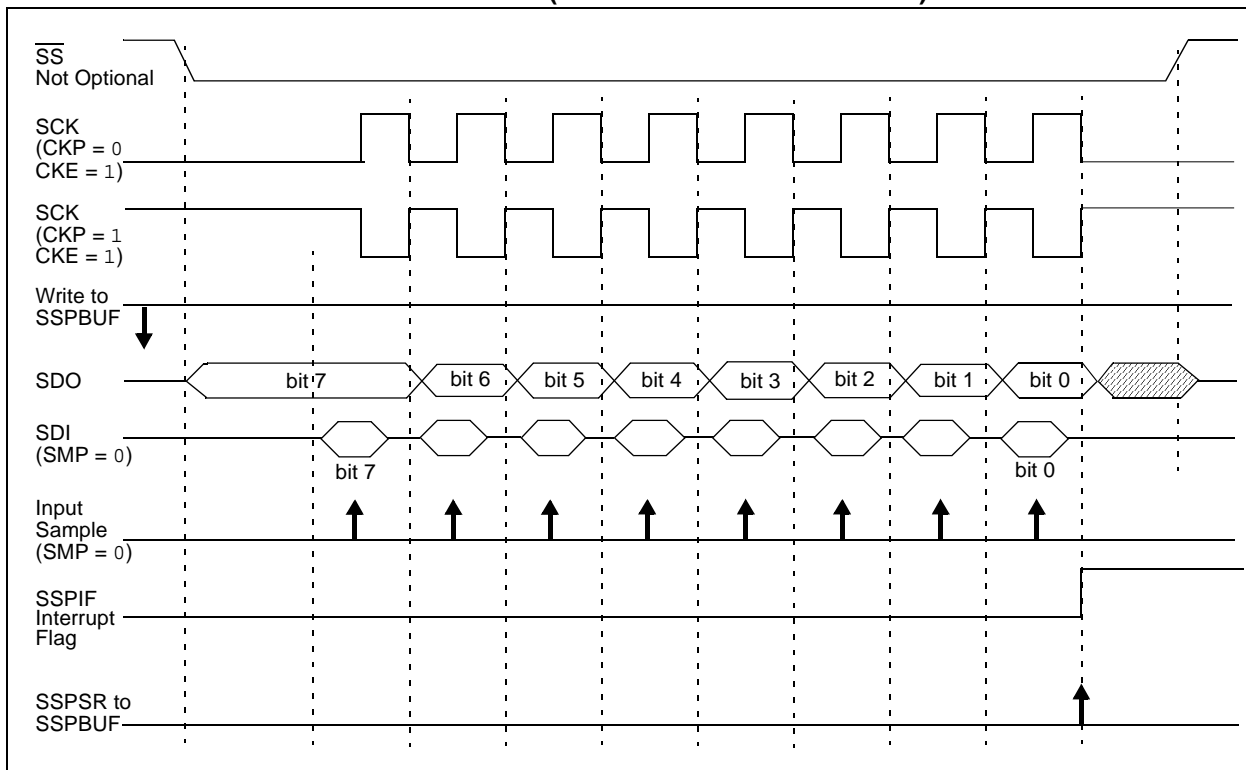 SS
Not Optional
SCK
(CKP = 0
CKE = 1)
SCK
(CKP = 1
CKE = 1)
Write to
SSPBUF
SDO
bit 7
bit 6
bit 5
bit 4
bit 3
bit 2
bit 1
bit 0
SDI
(SMP = 0)
bit 7
bit 0
Input
Sample
(SMP = 0)
SSPIF
Interrupt
Flag
SSPSR to
SSPBUF